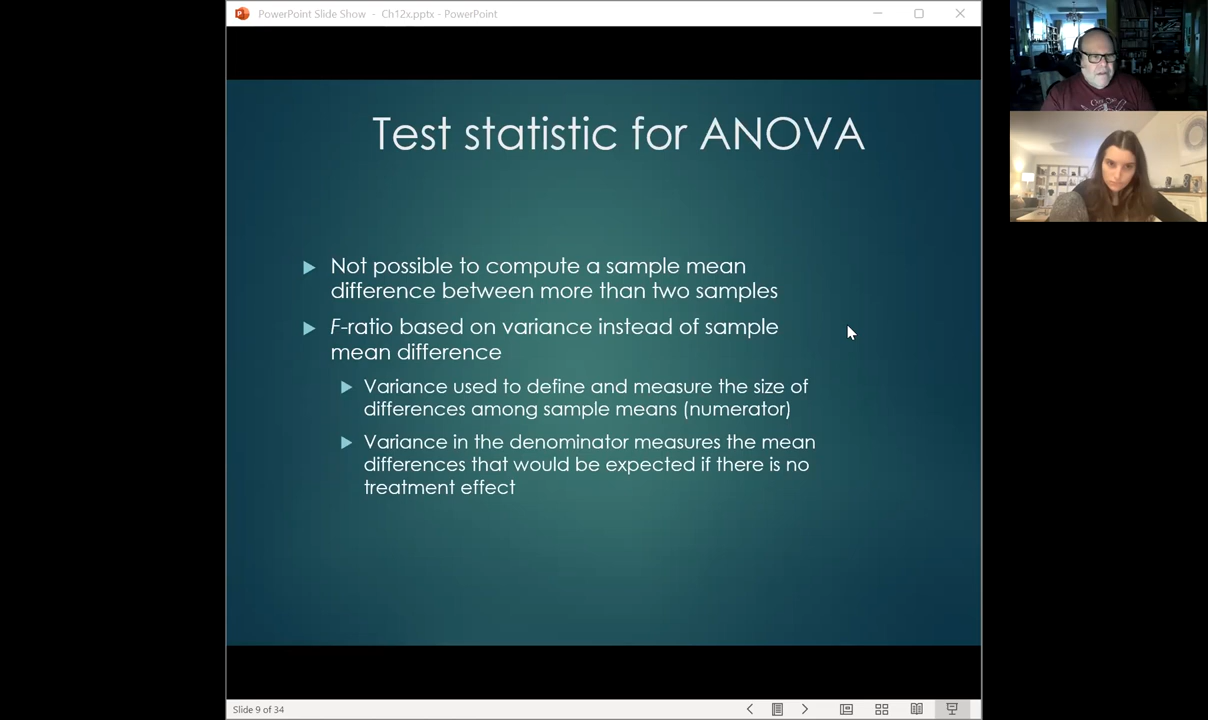 PowerPoint Slide Show - Ch12x.pptx - PowerPoint
Test statistic for ANOVA
Not possible to compute a sample mean
difference between more than two samples
F-ratio based on variance instead of sample
mean difference
Variance used to define and measure the size of
differences among sample means (numerator)
Variance in the denominator measures the mean
differences that would be expected if there is no
treatment effect
Slide 9 of 34